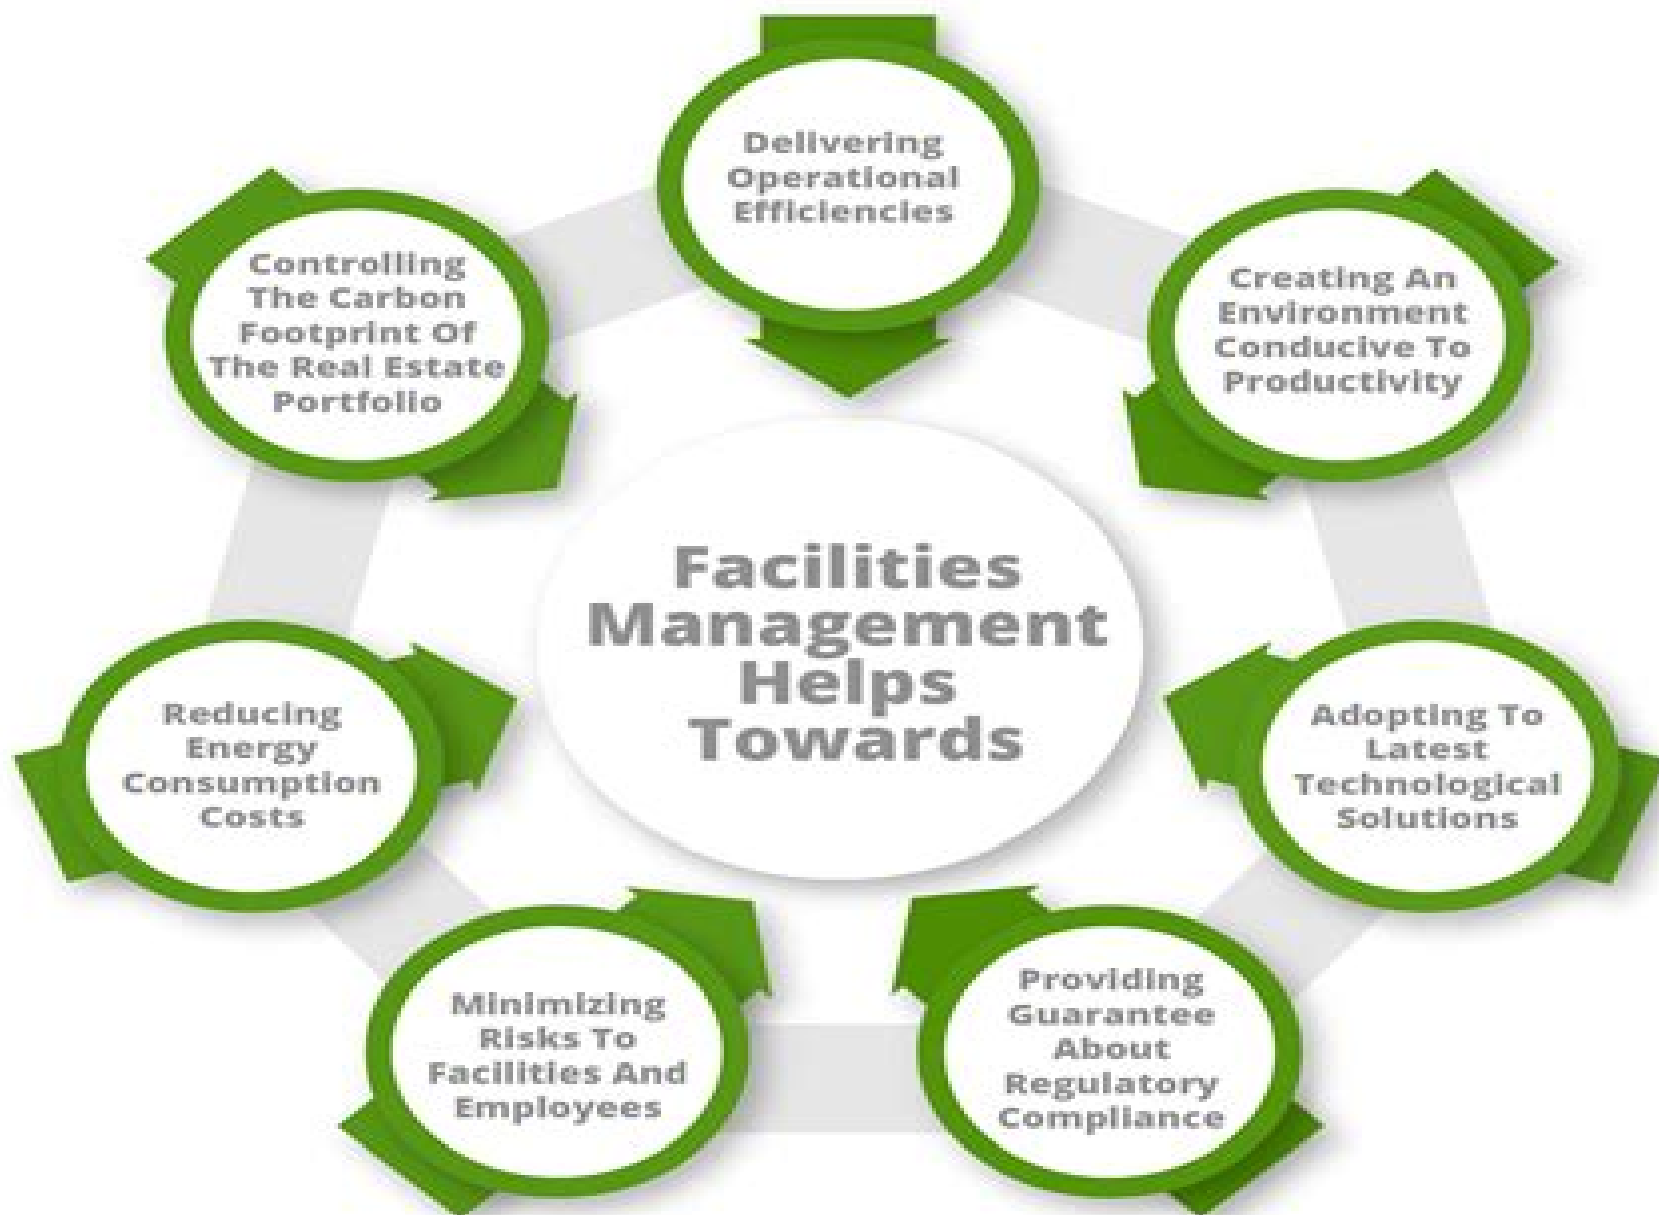 Delivering
Operational
Efficiencies
Creating An
Environment
Conducive To
Productivity
Adopting To
Latest
Technological
Solutions
Providing
Guarantee
About
Regulatory
Compliance
Minimizing
Risks To
Facilities And
Employees
Reducing
Energy
Consumption
Costs
Controlling
The Carbon
Footprint Of
The Real Estate
Portfolio
Facilities
Management
Helps
Towards